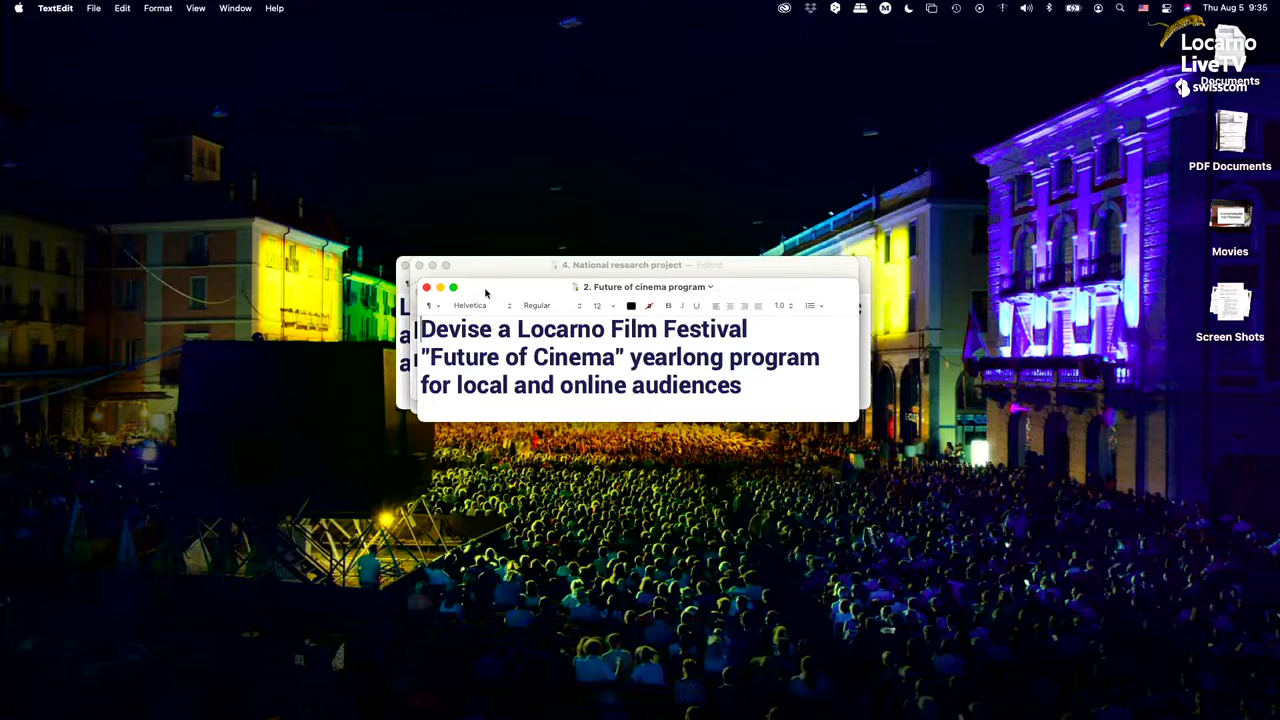 TextEdit File Edit Format View Window Help
Thu Aug 5 9:35
Locarno
LiveTV
swisscom
Documents
PDF Documents
Movies
Screen Shots
4. National research project — Edited
2. Future of cinema program
Helvetica Regular 12 B I U 1.0
Devise a Locarno Film Festival
"Future of Cinema" yearlong program
for local and online audiences